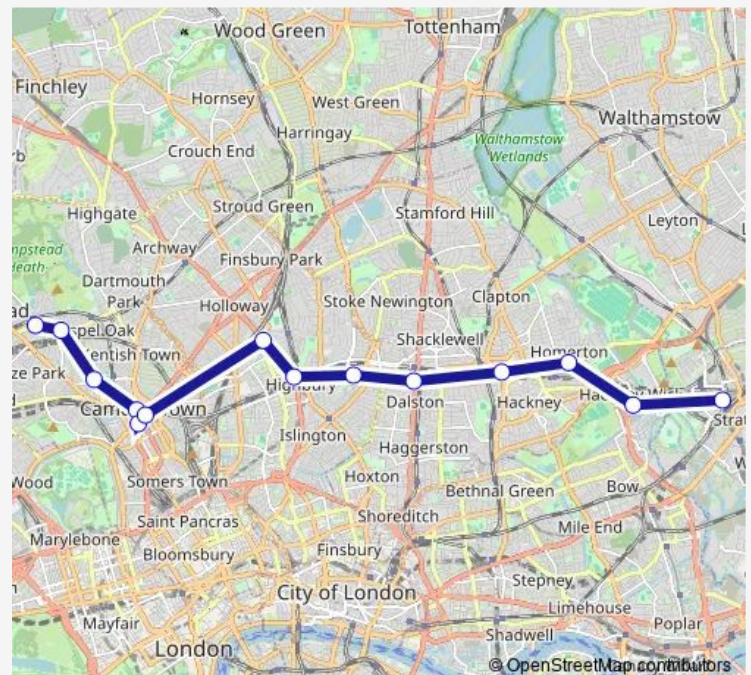 Wood Green
Tottenham
Finchley
Hornsey
West Green
Walthamstow
Harringay
Crouch End
Walthamstow
Wetlands
Highgate
Stroud Green
Stamford Hill
Leyton
Archway
Finsbury Park
Dartmouth
Park
Holloway
Stoke Newington
Clapton
Shacklewell
Homerton
Dalston
Hackney
Islington
Haggerston
Somers Town
Hoxton
Bethnal Green
Bow
Saint Pancras
Shoreditch
Mile End
Marylebone
Bloomsbury
Finsbury
City of London
Stepney
Limehouse
Mayfair
Shadwell
Poplar
London
© OpenStreetMap contributors